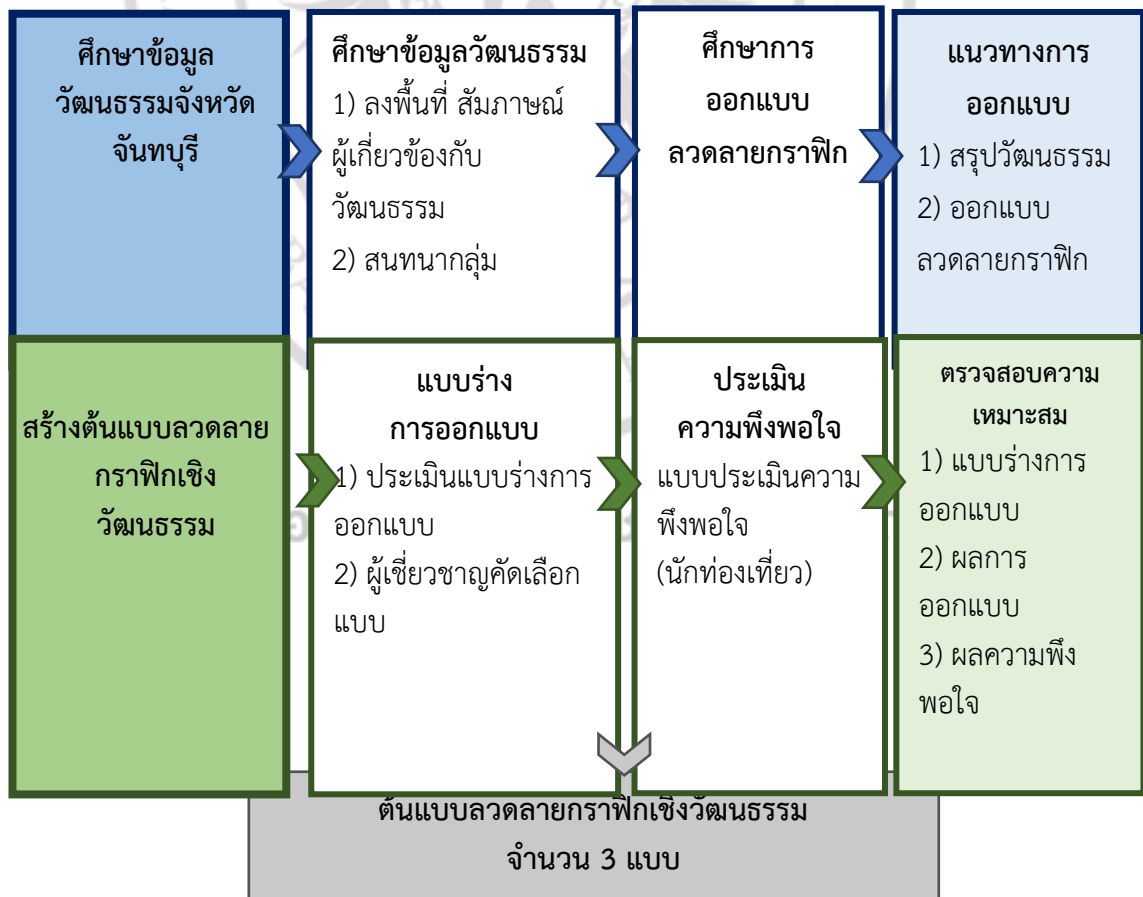 ศึกษาข้อมูล
วัฒนธรรมจังหวัด
จันทบุรี
ศึกษาข้อมูลวัฒนธรรม
1) ลงพื้นที่ สัมภาษณ์
ผู้เกี่ยวข้องกับ
วัฒนธรรม
2) สนทนากลุ่ม
ศึกษาการ
ออกแบบ
ลวดลายกราฟิก
แนวทางการ
ออกแบบ
1) สรุปวัฒนธรรม
2) ออกแบบ
ลวดลายกราฟิก
สร้างต้นแบบลวดลาย
กราฟิกเชิง
วัฒนธรรม
แบบร่าง
การออกแบบ
1) ประเมินแบบร่างการ
ออกแบบ
2) ผู้เชี่ยวชาญคัดเลือก
แบบ
ประเมิน
ความพึงพอใจ
แบบประเมินความ
พึงพอใจ
(นักท่องเที่ยว)
ตรวจสอบความ
เหมาะสม
1) แบบร่างการ
ออกแบบ
2) ผลการ
ออกแบบ
3) ผลความพึง
พอใจ
ต้นแบบลวดลายกราฟิกเชิงวัฒนธรรม
จำนวน 3 แบบ